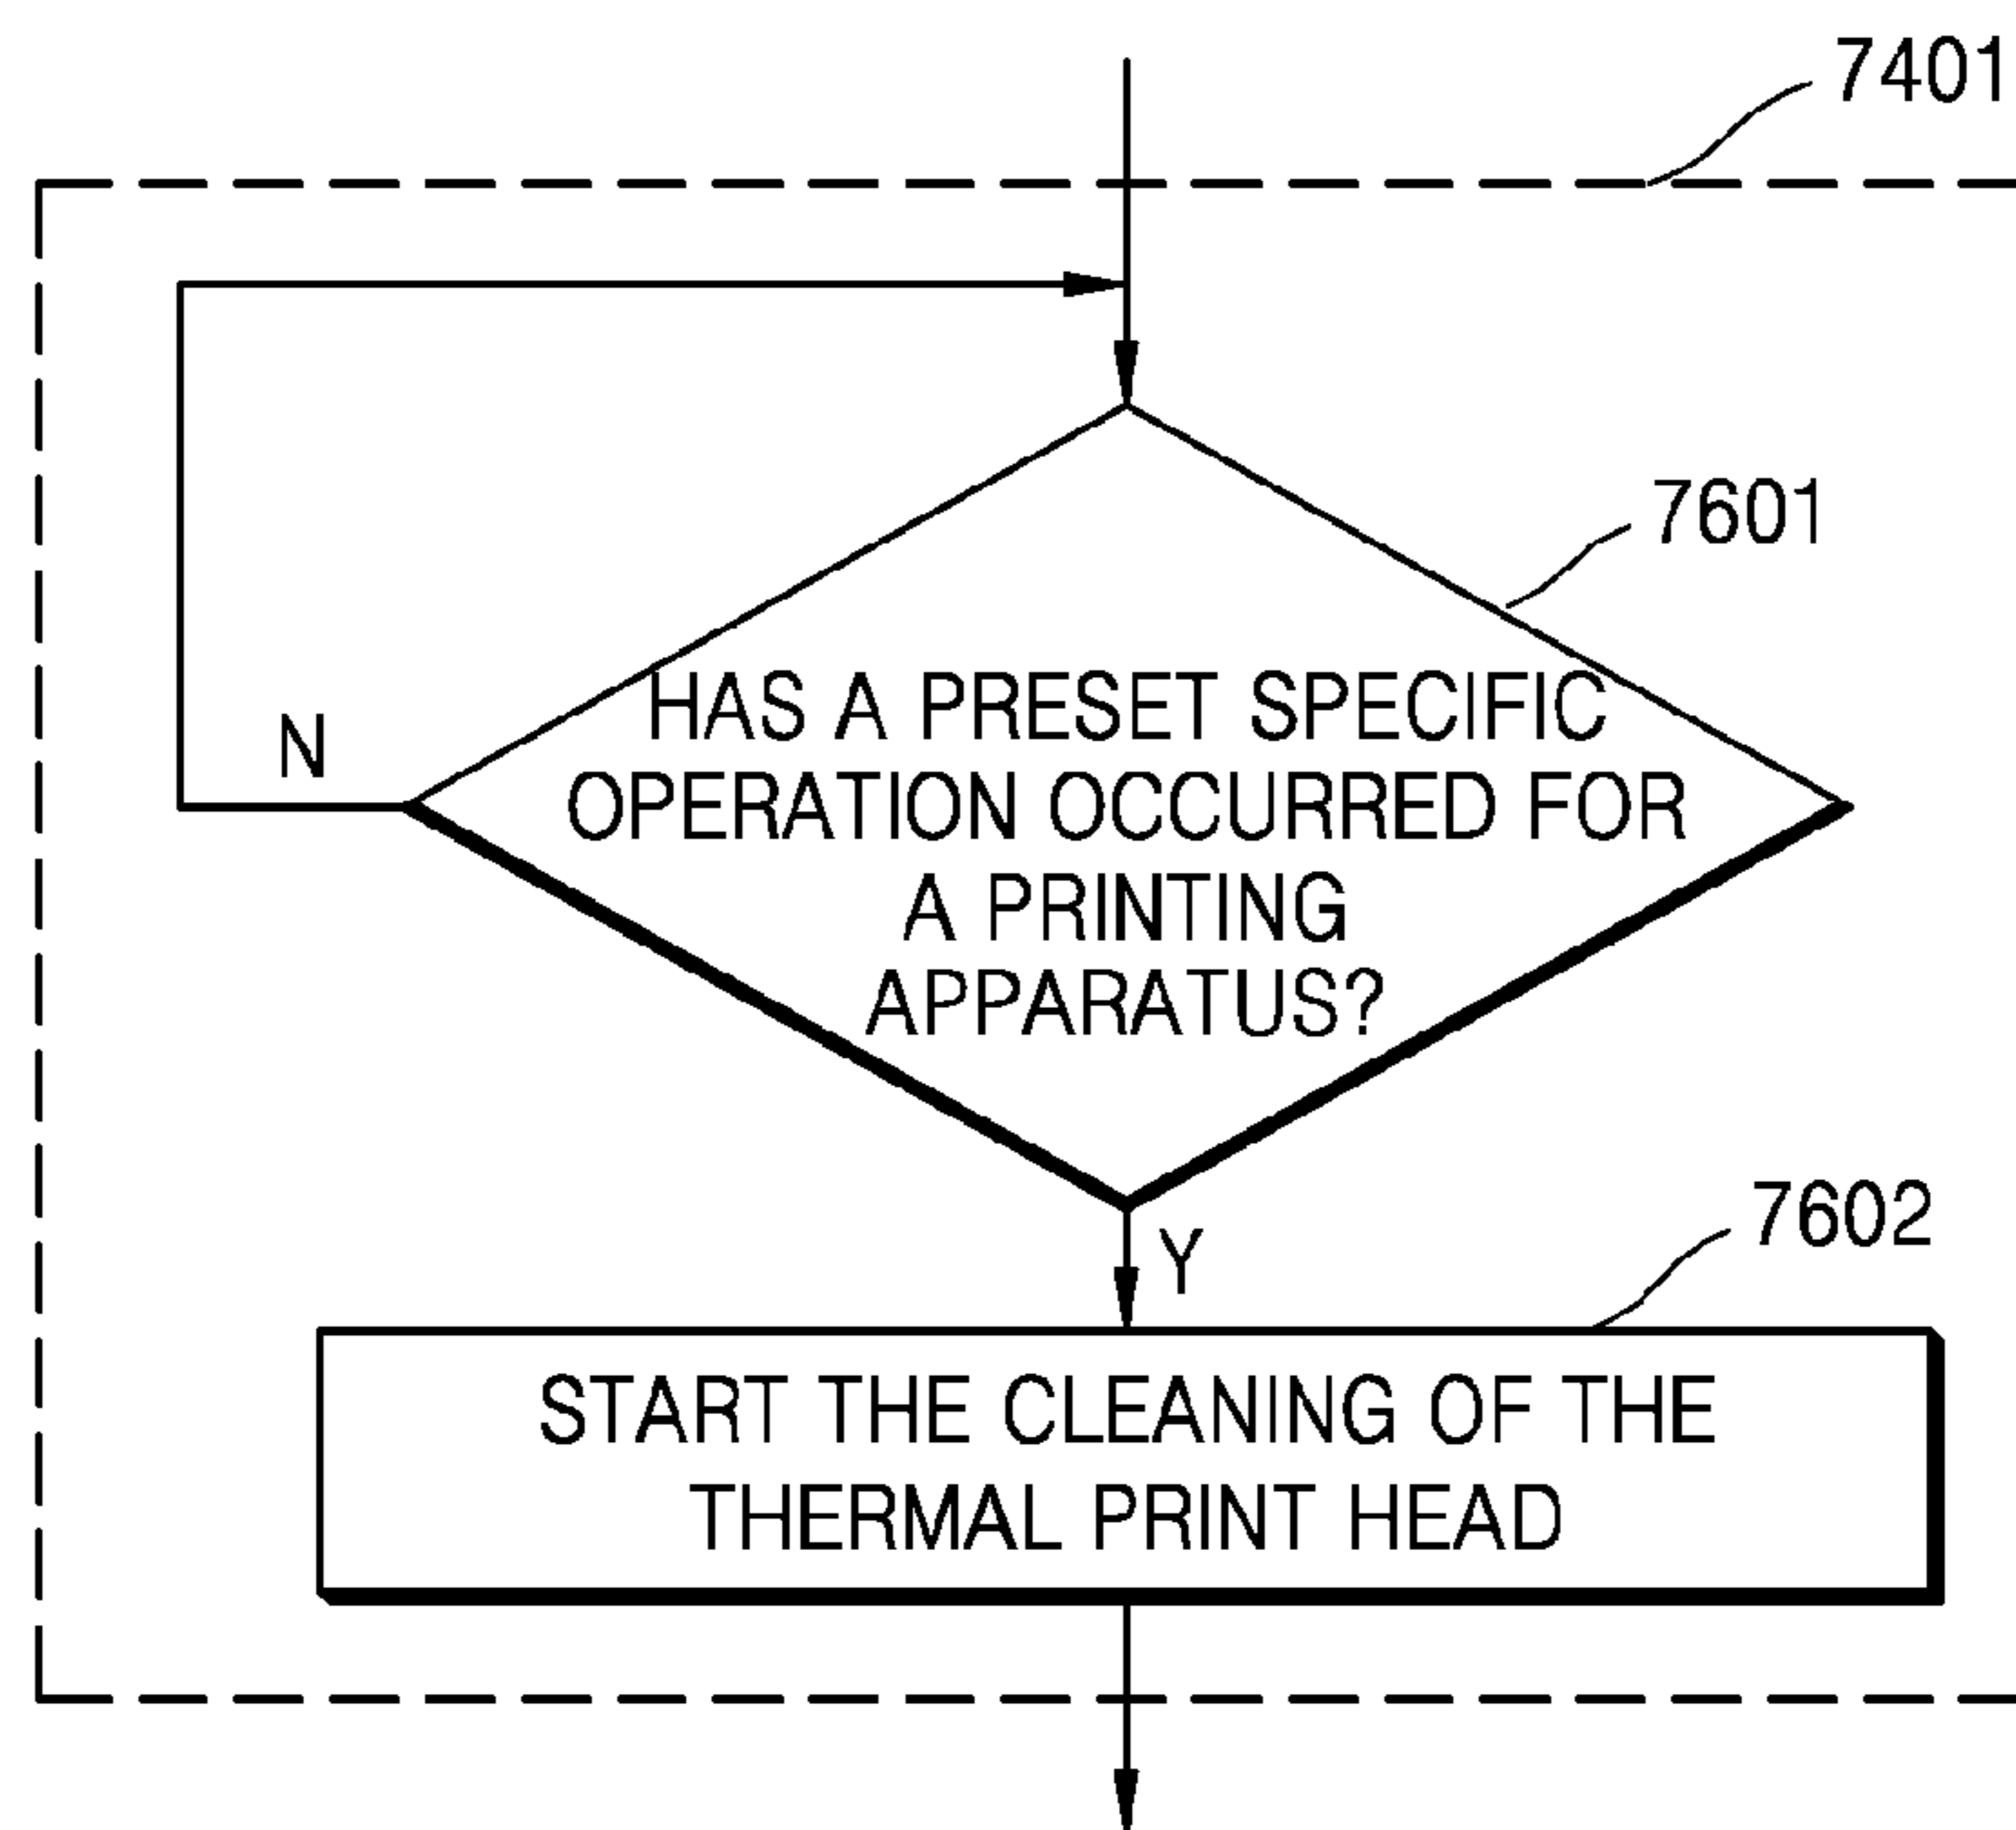 7401
7601
HAS A PRESET SPECIFIC
N
OPERATION OCCURRED FOR
A PRINTING
APPARATUS?
7602
Y
START THE CLEANING OF THE
THERMAL PRINT HEAD